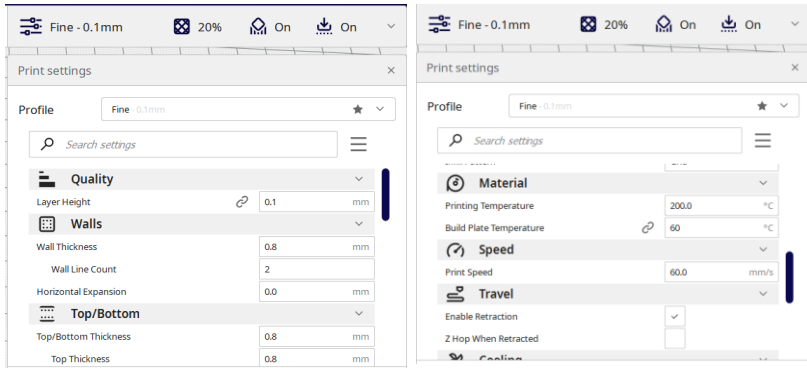 Fine - 0.1mm 20% On On
Print settings
Profile Fine - 0.1mm
Search settings
Quality
Layer Height 0.1 mm
Walls
Wall Thickness 0.8 mm
Wall Line Count 2
Horizontal Expansion 0.0 mm
Top/Bottom
Top/Bottom Thickness 0.8 mm
Top Thickness 0.8 mm
Fine - 0.1mm 20% On On
Print settings
Profile Fine - 0.1mm
Search settings
Material
Printing Temperature 200.0 °C
Build Plate Temperature 60 °C
Speed
Print Speed 60.0 mm/s
Travel
Enable Retraction
Z Hop When Retracted
Cooling